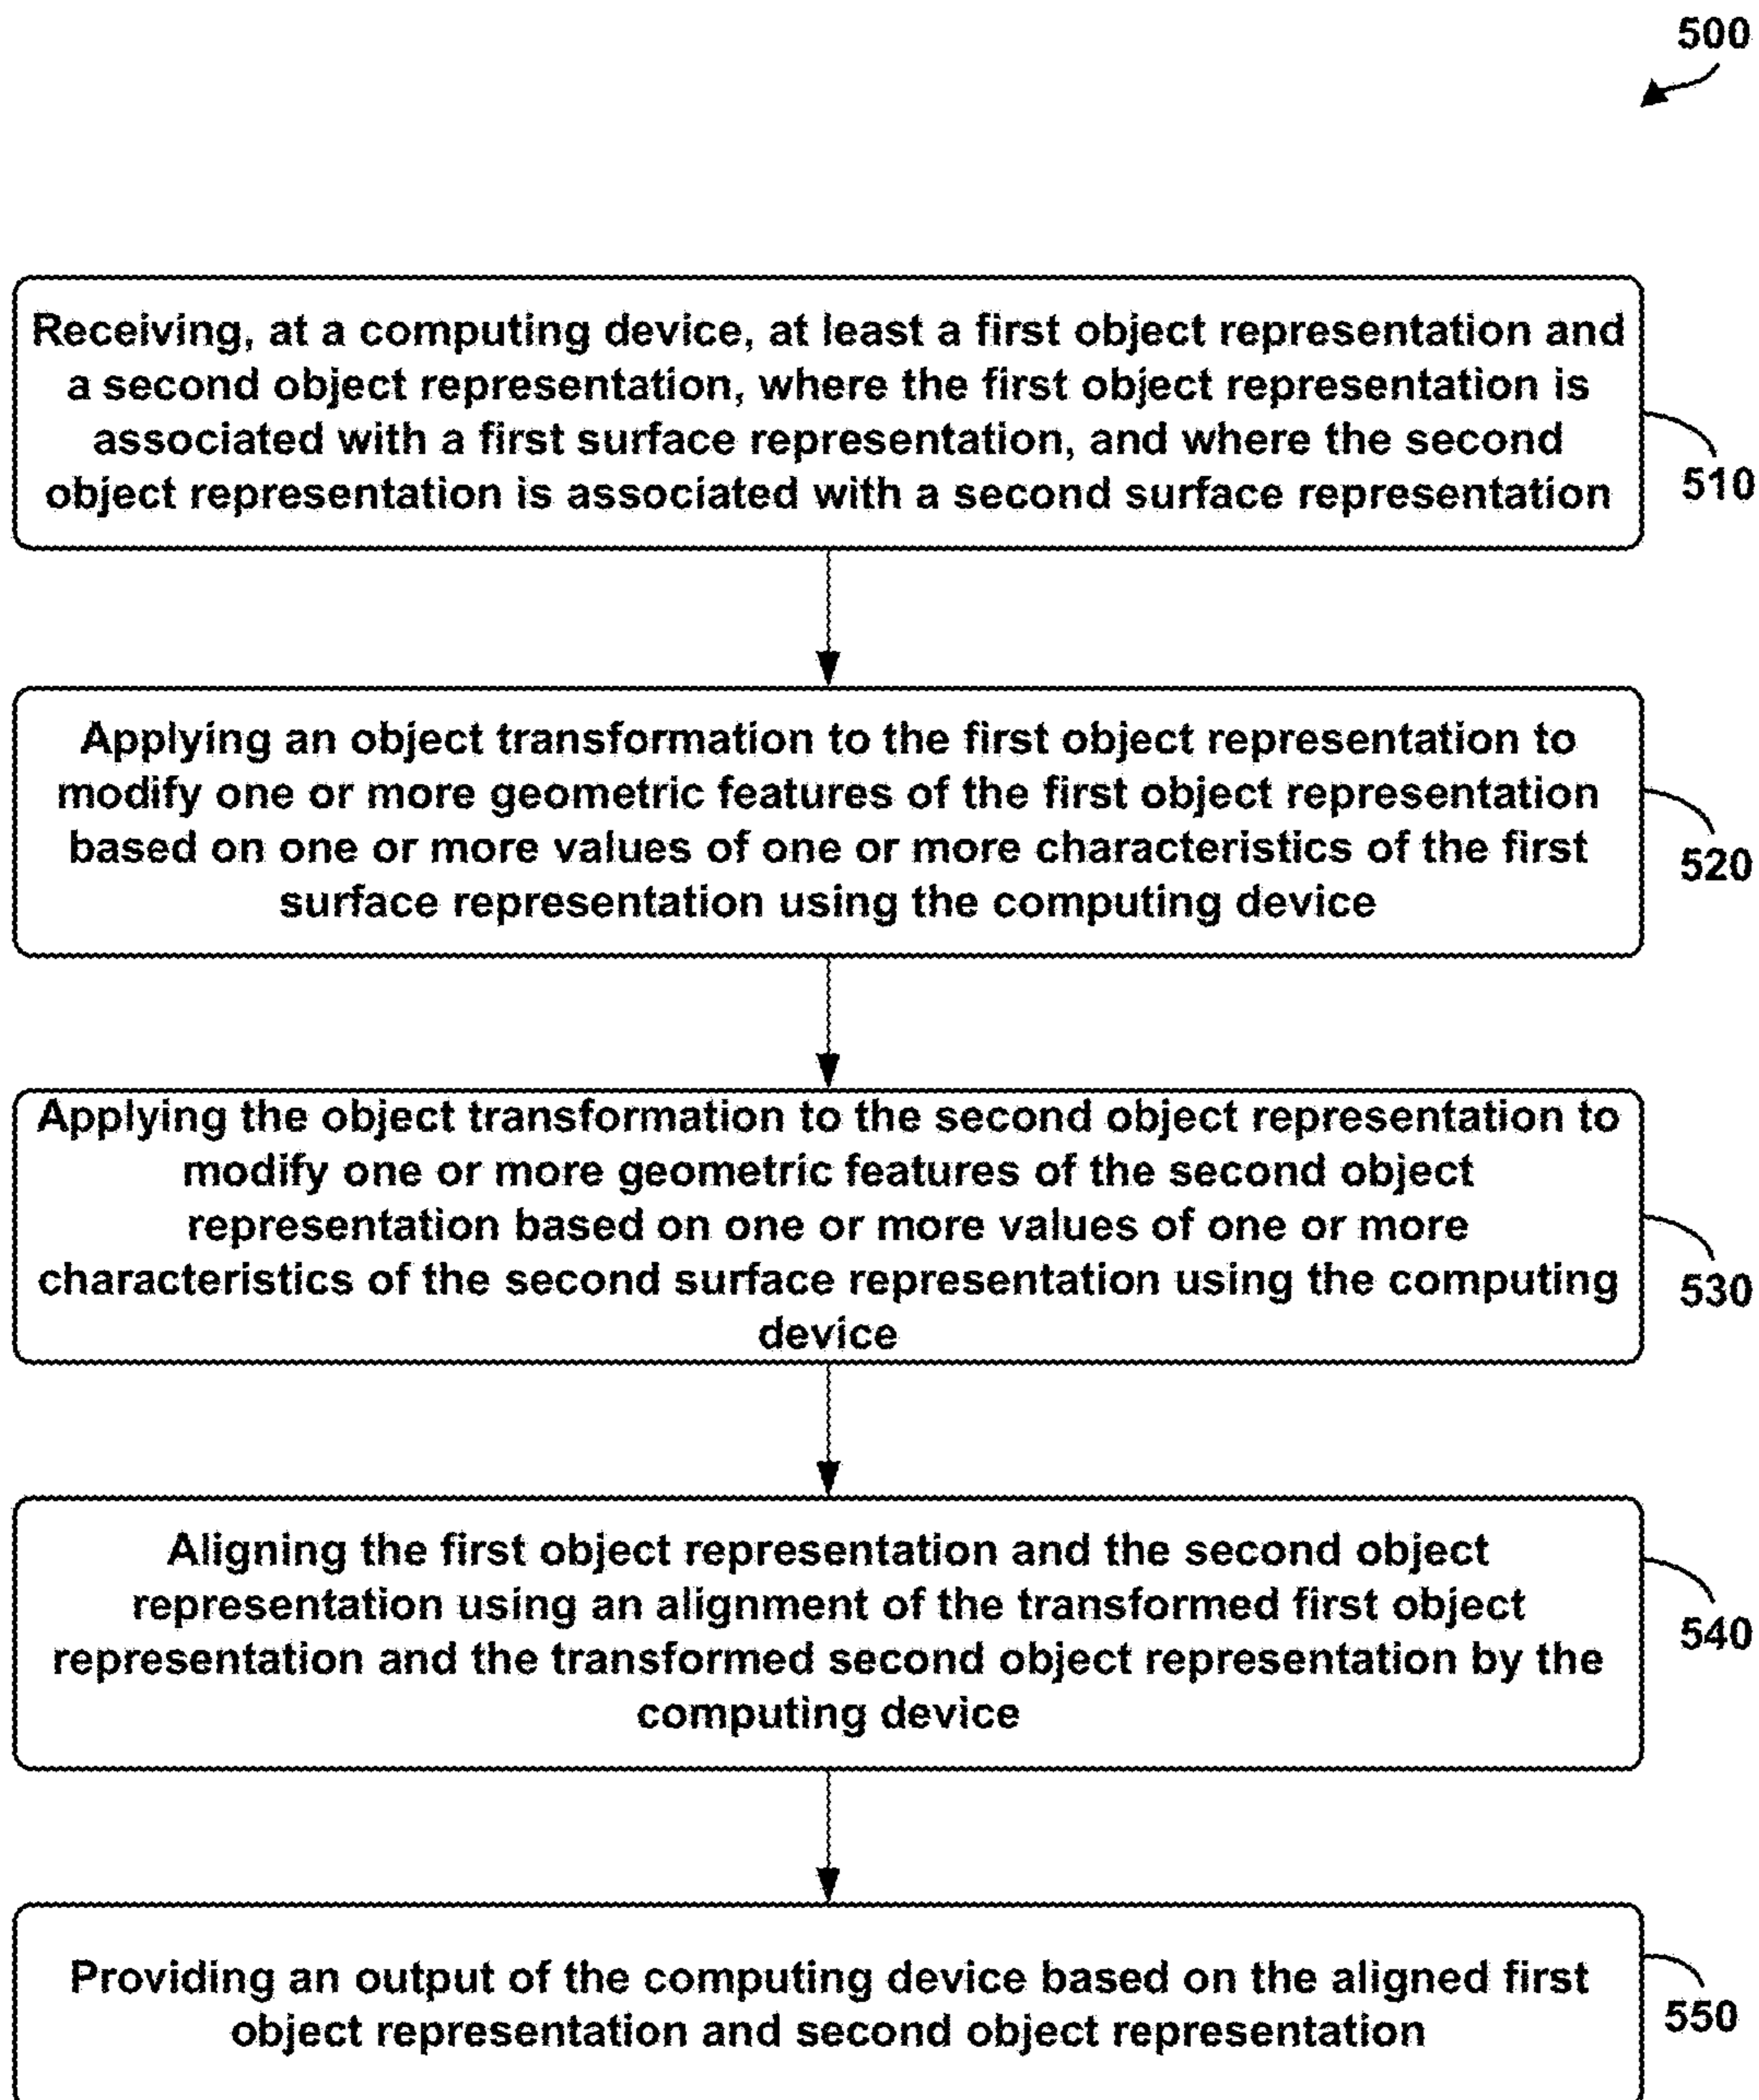 500
Receiving, at a computing device, at least a first object representation and
a second object representation, where the first object representation is
associated with a first surface representation, and where the second
object representation is associated with a second surface representation
510
Applying an object transformation to the first object representation to
modify one or more geometric features of the first object representation
based on one or more values of one or more characteristics of the first
surface representation using the computing device
520
Applying the object transformation to the second object representation to
modify one or more geometric features of the second object
representation based on one or more values of one or more
characteristics of the second surface representation using the computing
device
530
Aligning the first object representation and the second object
representation using an alignment of the transformed first object
representation and the transformed second object representation by the
computing device
540
Providing an output of the computing device based on the aligned first
object representation and second object representation
550